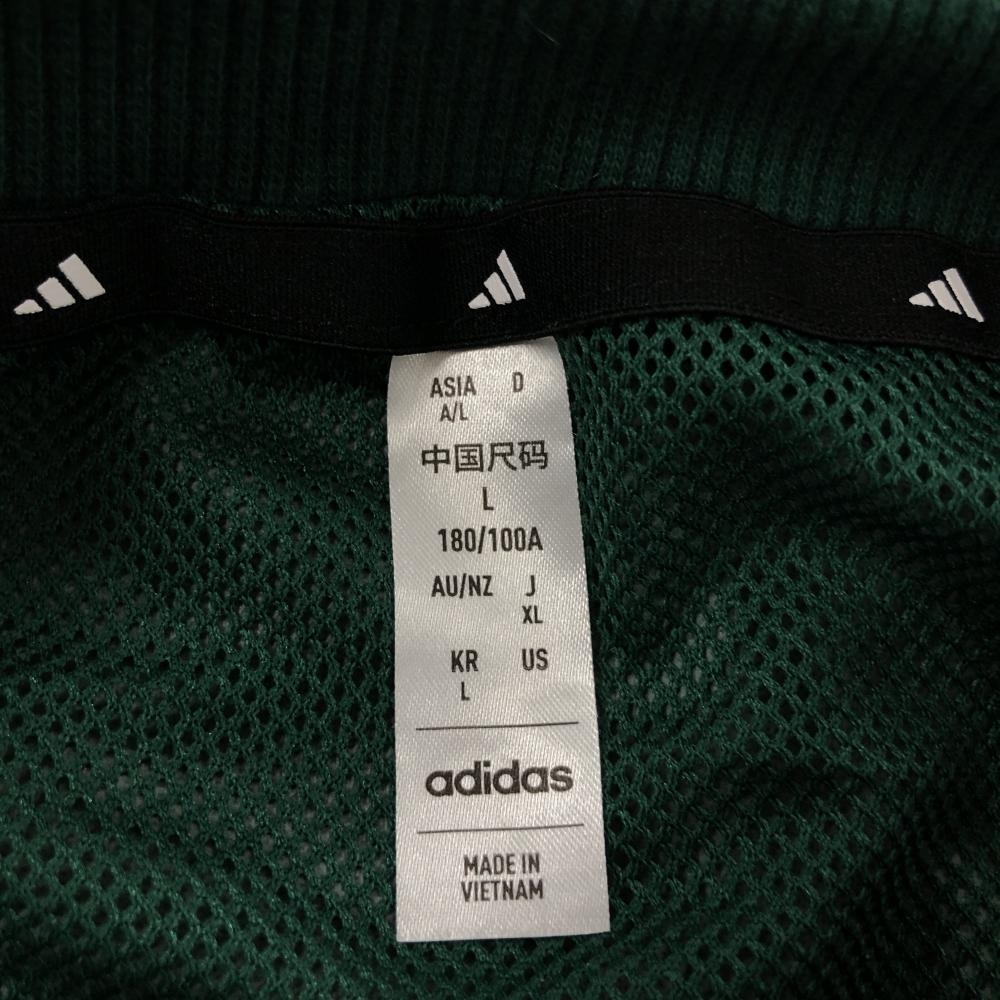 ASIA D
A/L
中国尺码
L
180/100A
AU/NZ J
XL
KR US
L
adidas
MADE IN
VIETNAM